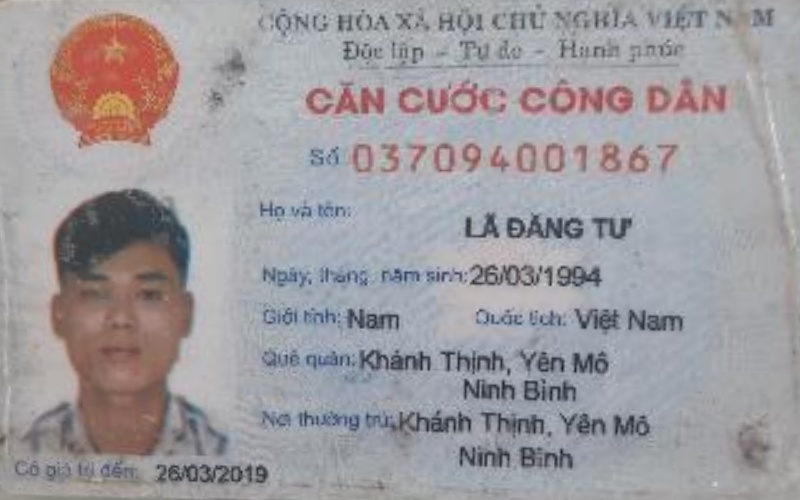 CỘNG HÒA XÃ HỘI CHỦ NGHĨA VIỆT NAM
Độc lập - Tự do - Hạnh phúc
CĂN CƯỚC CÔNG DÂN
Số 037094001867
Họ và tên:
LÃ ĐĂNG TƯ
Ngày, tháng, năm sinh: 26/03/1994
Giới tính: Nam Quốc tịch: Việt Nam
Quê quán: Khánh Thịnh, Yên Mô
Ninh Bình
Nơi thường trú: Khánh Thịnh, Yên Mô
Ninh Bình
Có giá trị đến: 26/03/2019